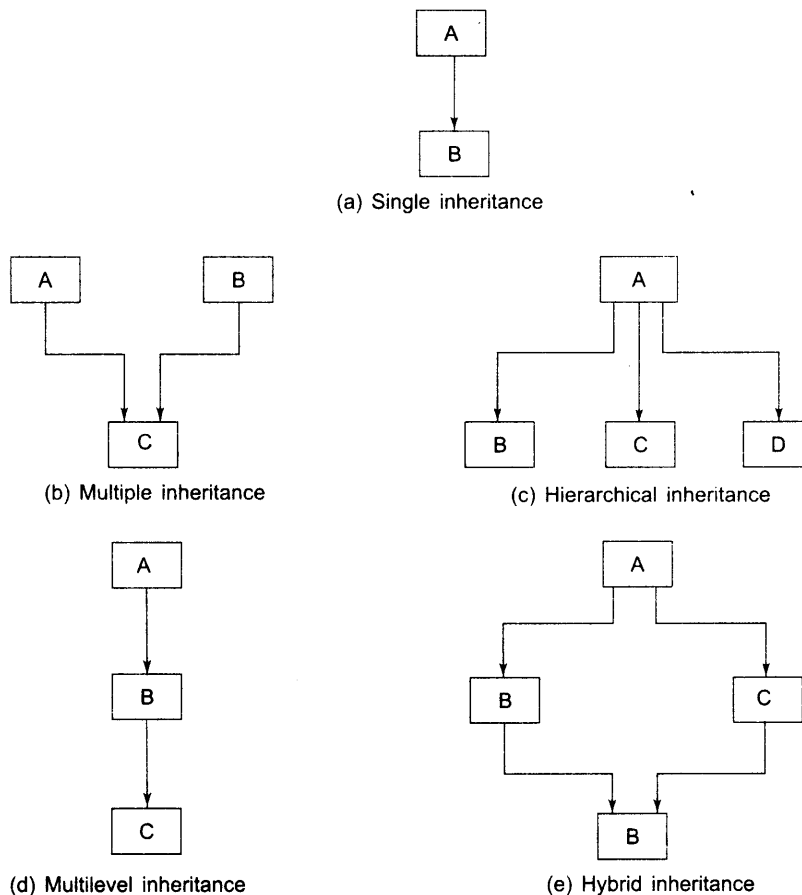 A
B
(a) Single inheritance
A B
C
(b) Multiple inheritance
A
B C D
(c) Hierarchical inheritance
A
B
C
(d) Multilevel inheritance
A
B C
B
(e) Hybrid inheritance